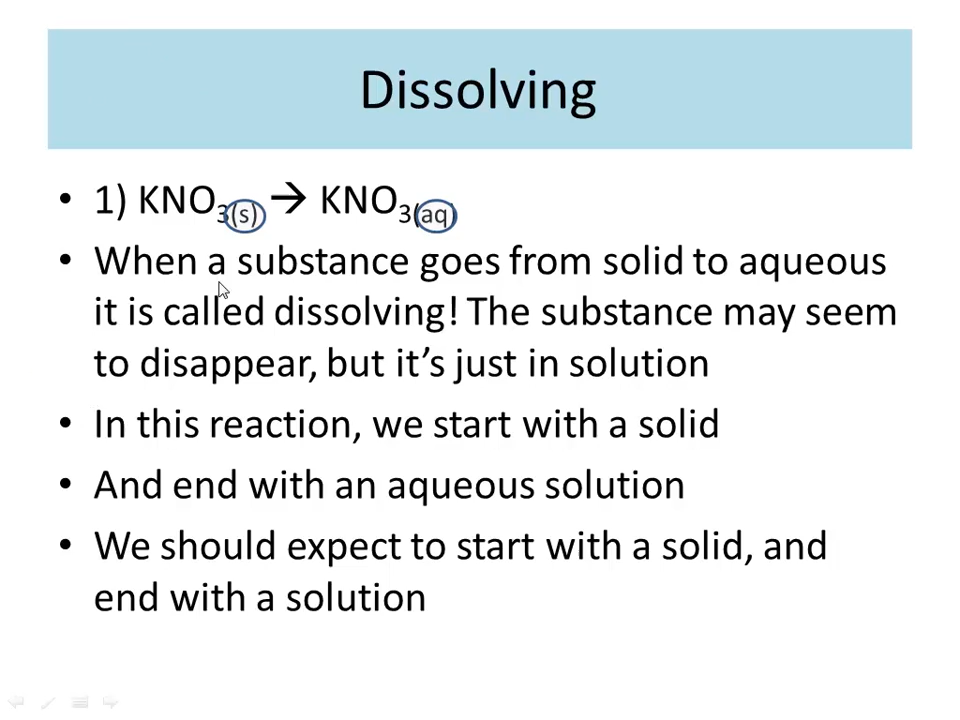 Dissolving
• 1) KNO₃(s) → KNO₃(aq)
• When a substance goes from solid to aqueous
it is called dissolving! The substance may seem
to disappear, but it’s just in solution
• In this reaction, we start with a solid
• And end with an aqueous solution
• We should expect to start with a solid, and
end with a solution